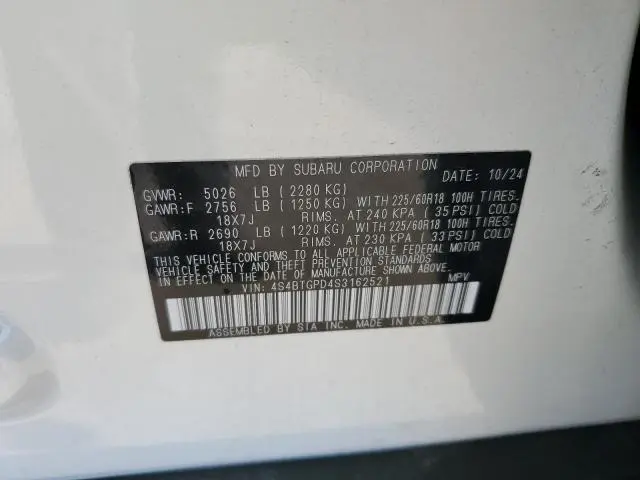 MFD BY SUBARU CORPORATION DATE: 10/24
GVWR: 5026 LB ( 2280 KG)
GAWR:F 2756 LB ( 1250 KG) WITH 225/60R18 100H TIRES.
18X7J RIMS. AT 240 KPA ( 35 PSI) COLD
GAWR:R 2690 LB ( 1220 KG) WITH 225/60R18 100H TIRES.
18X7J RIMS. AT 230 KPA ( 33 PSI) COLD
THIS VEHICLE CONFORMS TO ALL APPLICABLE FEDERAL MOTOR
VEHICLE SAFETY AND THEFT PREVENTION STANDARDS IN
EFFECT ON THE DATE OF MANUFACTURE SHOWN ABOVE.
VIN: 4S4BTGPD4S3162521 MPV
ASSEMBLED BY SIA INC. MADE IN U.S.A.